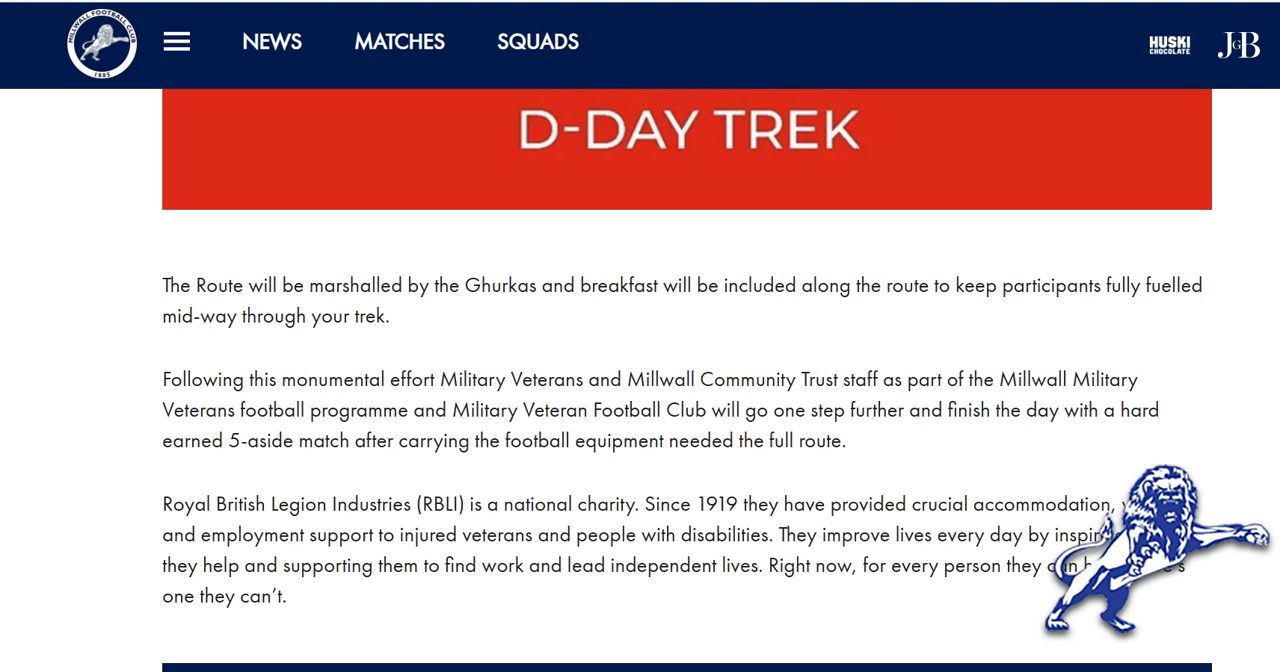 MILLWALL FOOTBALL CLUB
1885
NEWS MATCHES SQUADS
HUSKI CHOCOLATE
JGB
D-DAY TREK
The Route will be marshalled by the Ghurkas and breakfast will be included along the route to keep participants fully fuelled
mid-way through your trek.
Following this monumental effort Military Veterans and Millwall Community Trust staff as part of the Millwall Military
Veterans football programme and Military Veteran Football Club will go one step further and finish the day with a hard
earned 5-aside match after carrying the football equipment needed the full route.
Royal British Legion Industries (RBLI) is a national charity. Since 1919 they have provided crucial accommodation,
and employment support to injured veterans and people with disabilities. They improve lives every day by
they help and supporting them to find work and lead independent lives. Right now, for every person they
one they can’t.